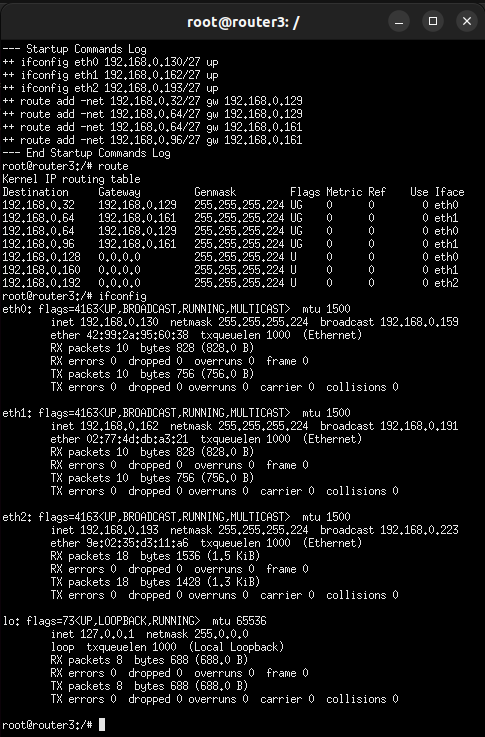 root@router3: /
--- Startup Commands Log
++ ifconfig eth0 192.168.0.130/27 up
++ ifconfig eth1 192.168.0.162/27 up
++ ifconfig eth2 192.168.0.193/27 up
++ route add -net 192.168.0.32/27 gw 192.168.0.129
++ route add -net 192.168.0.64/27 gw 192.168.0.129
++ route add -net 192.168.0.64/27 gw 192.168.0.161
++ route add -net 192.168.0.96/27 gw 192.168.0.161
--- End Startup Commands Log
root@router3:/# route
Kernel IP routing table
Destination     Gateway         Genmask         Flags Metric Ref    Use Iface
192.168.0.32    192.168.0.129   255.255.255.224 UG    0      0        0 eth0
192.168.0.64    192.168.0.161   255.255.255.224 UG    0      0        0 eth1
192.168.0.64    192.168.0.129   255.255.255.224 UG    0      0        0 eth0
192.168.0.96    192.168.0.161   255.255.255.224 UG    0      0        0 eth1
192.168.0.128   0.0.0.0         255.255.255.224 U     0      0        0 eth0
192.168.0.160   0.0.0.0         255.255.255.224 U     0      0        0 eth1
192.168.0.192   0.0.0.0         255.255.255.224 U     0      0        0 eth2
root@router3:/# ifconfig
eth0: flags=4163<UP,BROADCAST,RUNNING,MULTICAST>  mtu 1500
        inet 192.168.0.130  netmask 255.255.255.224  broadcast 192.168.0.159
        ether 42:99:2a:95:60:38  txqueuelen 1000  (Ethernet)
        RX packets 10  bytes 828 (828.0 B)
        RX errors 0  dropped 0  overruns 0  frame 0
        TX packets 10  bytes 756 (756.0 B)
        TX errors 0  dropped 0 overruns 0  carrier 0  collisions 0
eth1: flags=4163<UP,BROADCAST,RUNNING,MULTICAST>  mtu 1500
        inet 192.168.0.162  netmask 255.255.255.224  broadcast 192.168.0.191
        ether 02:77:4d:db:a3:21  txqueuelen 1000  (Ethernet)
        RX packets 10  bytes 828 (828.0 B)
        RX errors 0  dropped 0  overruns 0  frame 0
        TX packets 10  bytes 756 (756.0 B)
        TX errors 0  dropped 0 overruns 0  carrier 0  collisions 0
eth2: flags=4163<UP,BROADCAST,RUNNING,MULTICAST>  mtu 1500
        inet 192.168.0.193  netmask 255.255.255.224  broadcast 192.168.0.223
        ether 9e:02:35:d3:11:a6  txqueuelen 1000  (Ethernet)
        RX packets 18  bytes 1536 (1.5 KiB)
        RX errors 0  dropped 0  overruns 0  frame 0
        TX packets 18  bytes 1428 (1.3 KiB)
        TX errors 0  dropped 0 overruns 0  carrier 0  collisions 0
lo: flags=73<UP,LOOPBACK,RUNNING>  mtu 65536
        inet 127.0.0.1  netmask 255.0.0.0
        loop  txqueuelen 1000  (Local Loopback)
        RX packets 8  bytes 688 (688.0 B)
        RX errors 0  dropped 0  overruns 0  frame 0
        TX packets 8  bytes 688 (688.0 B)
        TX errors 0  dropped 0 overruns 0  carrier 0  collisions 0
root@router3:/#